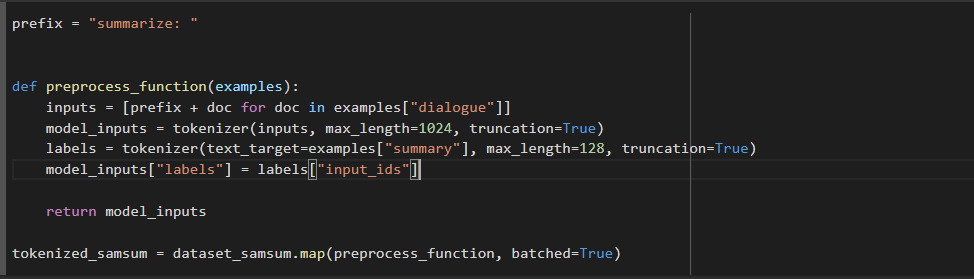 prefix = "summarize: "
def preprocess_function(examples):
    inputs = [prefix + doc for doc in examples["dialogue"]]
    model_inputs = tokenizer(inputs, max_length=1024, truncation=True)
    labels = tokenizer(text_target=examples["summary"], max_length=128, truncation=True)
    model_inputs["labels"] = labels["input_ids"]
    return model_inputs
tokenized_samsum = dataset_samsum.map(preprocess_function, batched=True)